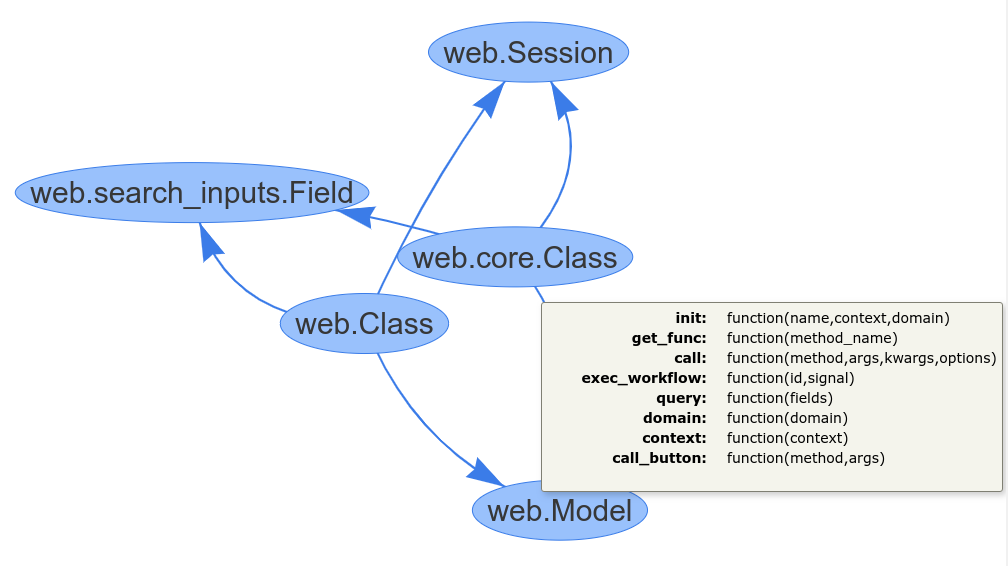 web.Session
web.search_inputs.Field
web.core.Class
web.Class
init: function(name,context,domain)
get_func: function(method_name)
call: function(method,args,kwargs,options)
exec_workflow: function(id,signal)
query: function(fields)
domain: function(domain)
context: function(context)
call_button: function(method,args)
web.Model